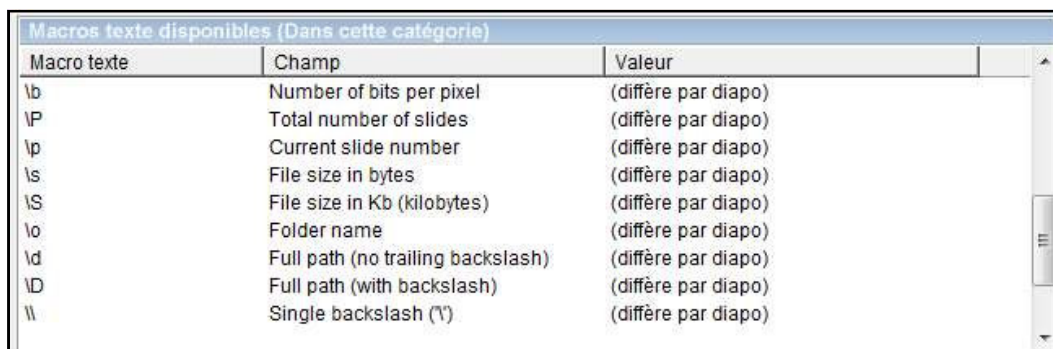 Macros texte disponibles (Dans cette catégorie)
Macro texte Champ Valeur
\b Number of bits per pixel (diffère par diapo)
\P Total number of slides (diffère par diapo)
\p Current slide number (diffère par diapo)
\s File size in bytes (diffère par diapo)
\S File size in Kb (kilobytes) (diffère par diapo)
\o Folder name (diffère par diapo)
\d Full path (no trailing backslash) (diffère par diapo)
\D Full path (with backslash) (diffère par diapo)
\\ Single backslash ('\') (diffère par diapo)